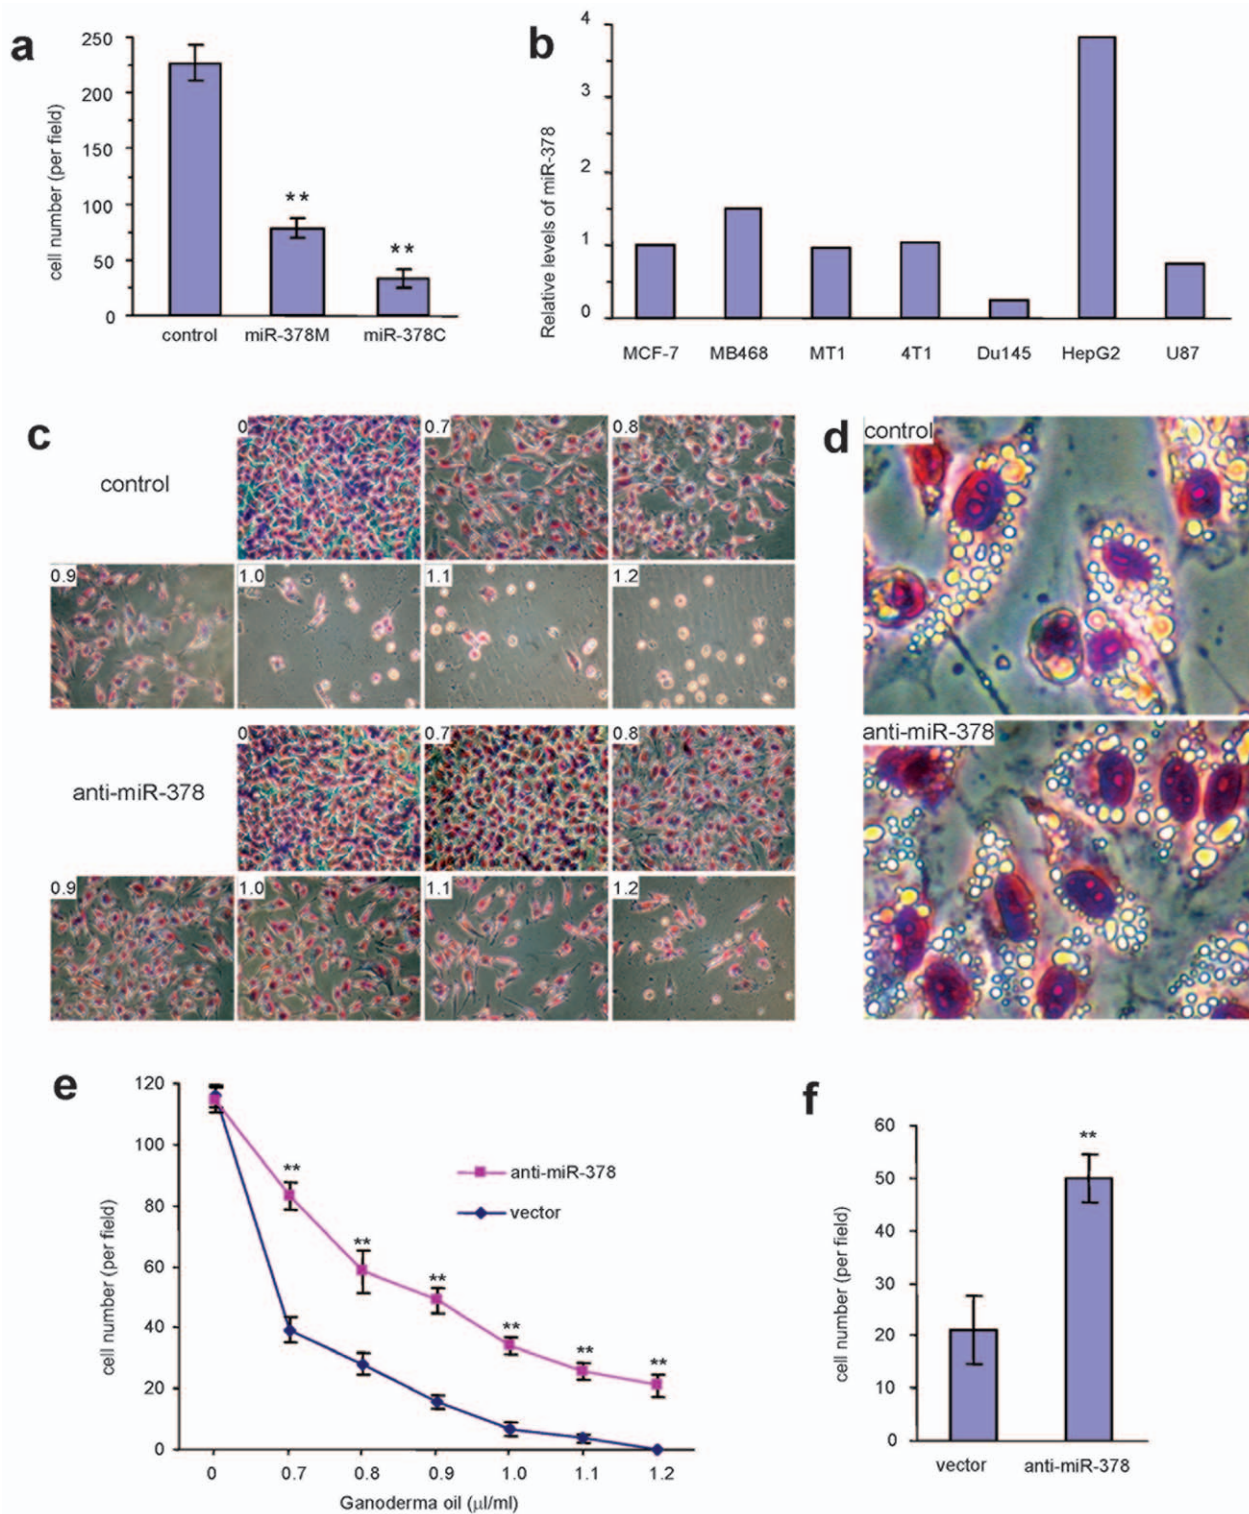 a
250
200
150
100
50
0
cell number (per field)
**
**
control
miR-378M
miR-378C
b
4
3
2
1
0
Relative levels of miR-378
MCF-7
MB468
MT1
4T1
Du145
HepG2
U87
c
control
0
0.7
0.8
0.9
1.0
1.1
1.2
anti-miR-378
0
0.7
0.8
0.9
1.0
1.1
1.2
d
control
anti-miR-378
e
120
100
80
60
40
20
0
cell number (per field)
**
**
**
**
**
**
anti-miR-378
vector
0
0.7
0.8
0.9
1.0
1.1
1.2
Ganoderma oil (μl/ml)
f
60
50
40
30
20
10
0
cell number (per field)
**
vector
anti-miR-378